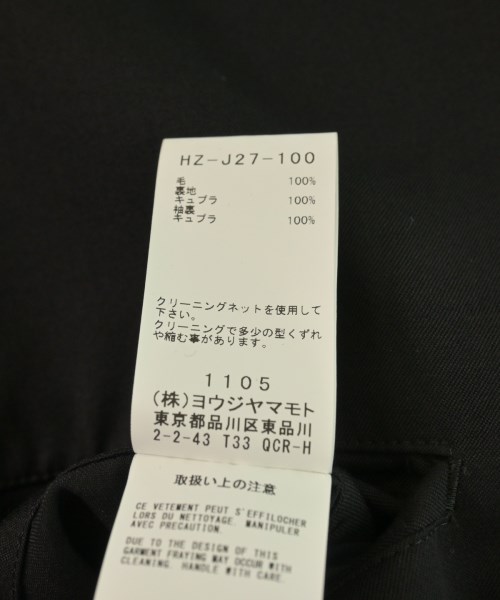 HZ-J27-100
毛 100%
裏地
キュプラ 100%
袖裏
キュプラ 100%
クリーニングネットを使用して
下さい。
クリーニングで多少の型くずれ
や縮む事があります。
1105
(株)ヨウジヤマモト
東京都品川区東品川
2-2-43 T33 QCR-H
取扱い上の注意
CE VETEMENT PEUT S'EFFILOCHER
LORS DU NETTOYAGE. MANIPULER
AVEC PRECAUTION.
DUE TO THE DESIGN OF THIS
GARMENT FRAYING MAY OCCUR WITH
CLEANING. HANDLE WITH CARE.